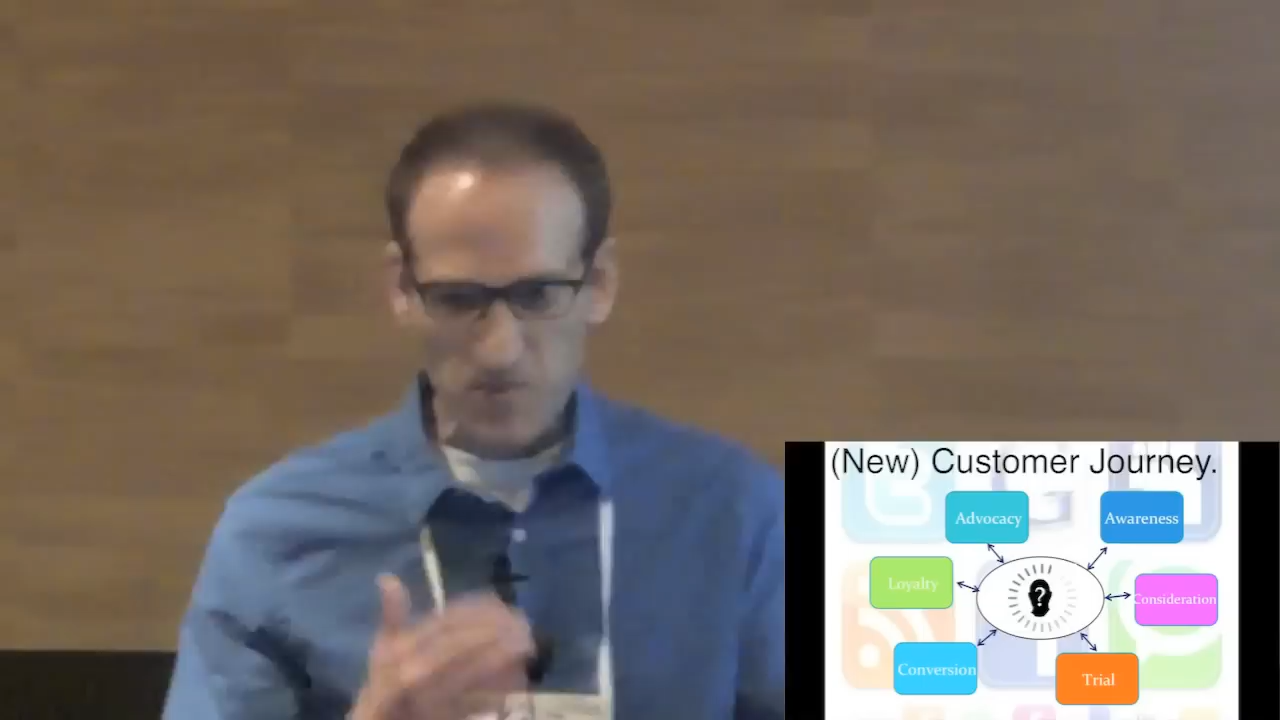 (New) Customer Journey.
Advocacy
Awareness
Loyalty
Consideration
Conversion
Trial